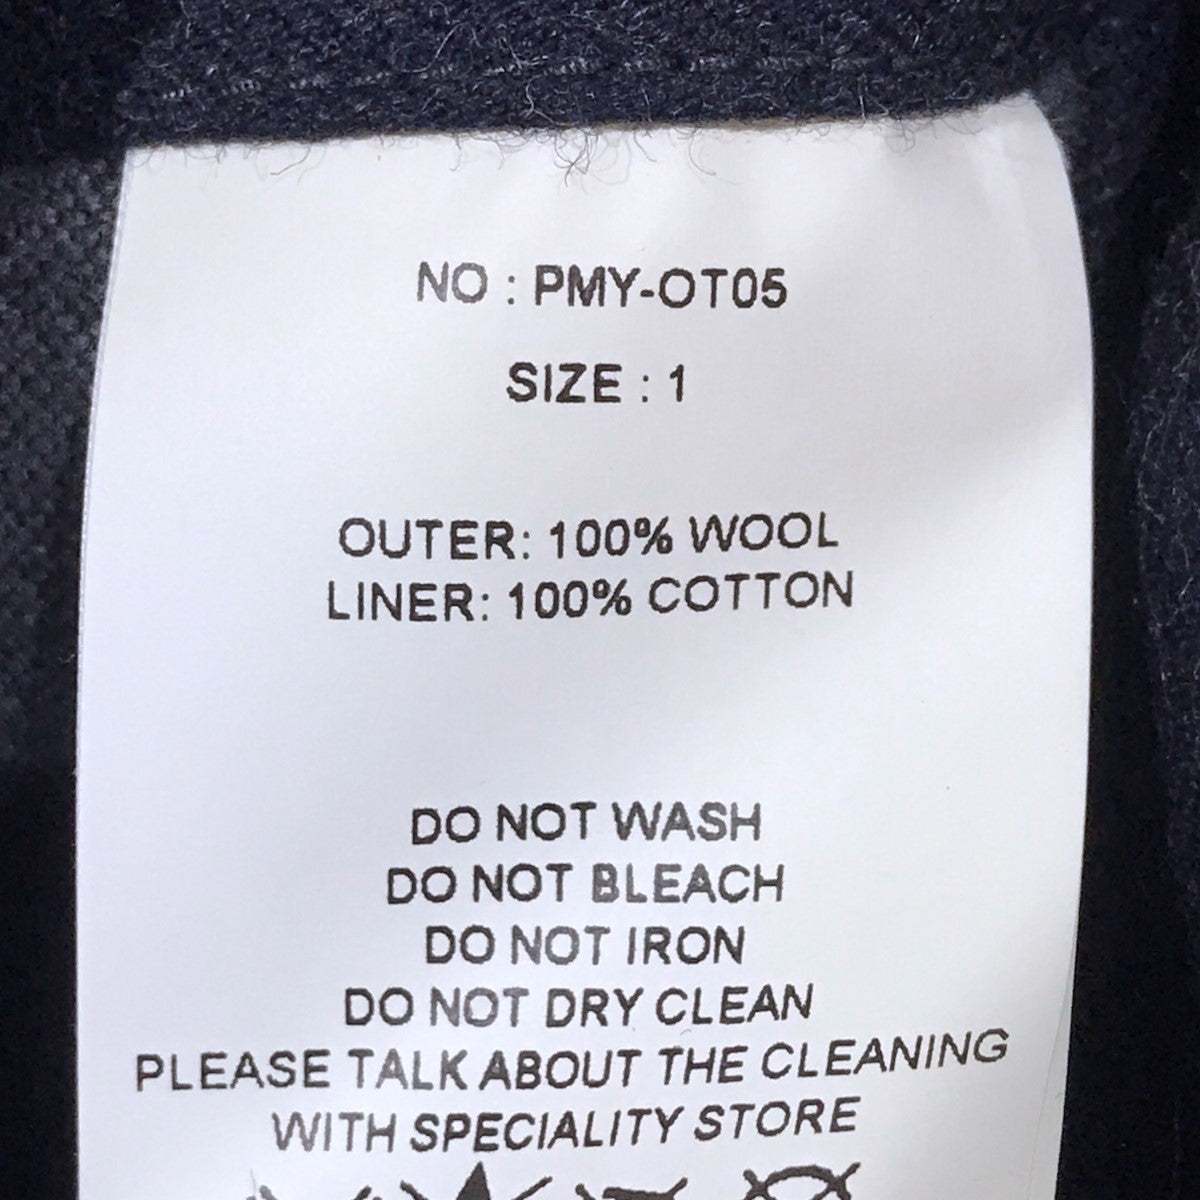 NO : PMY-OT05
SIZE : 1
OUTER: 100% WOOL
LINER: 100% COTTON
DO NOT WASH
DO NOT BLEACH
DO NOT IRON
DO NOT DRY CLEAN
PLEASE TALK ABOUT THE CLEANING
WITH SPECIALITY STORE